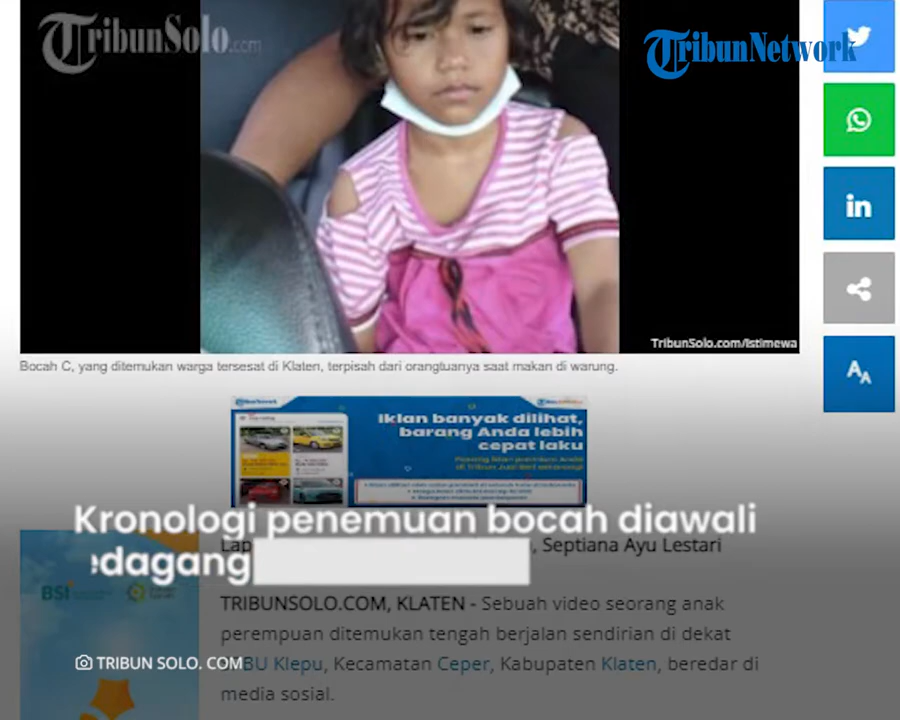 TribunSolo.com
TribunNetwork
TribunSolo.com/Istimewa
Bocah C, yang ditemukan warga tersesat di Klaten, terpisah dari orangtuanya saat makan di warung.
Iklan banyak dilihat,
barang Anda lebih
cepat laku
Kronologi penemuan bocah diawali
edagang
Lap
, Septiana Ayu Lestari
BSI
TRIBUNSOLO.COM, KLATEN - Sebuah video seorang anak
perempuan ditemukan tengah berjalan sendirian di dekat
BU Klepu, Kecamatan Ceper, Kabupaten Klaten, beredar di
TRIBUN SOLO. COM
media sosial.